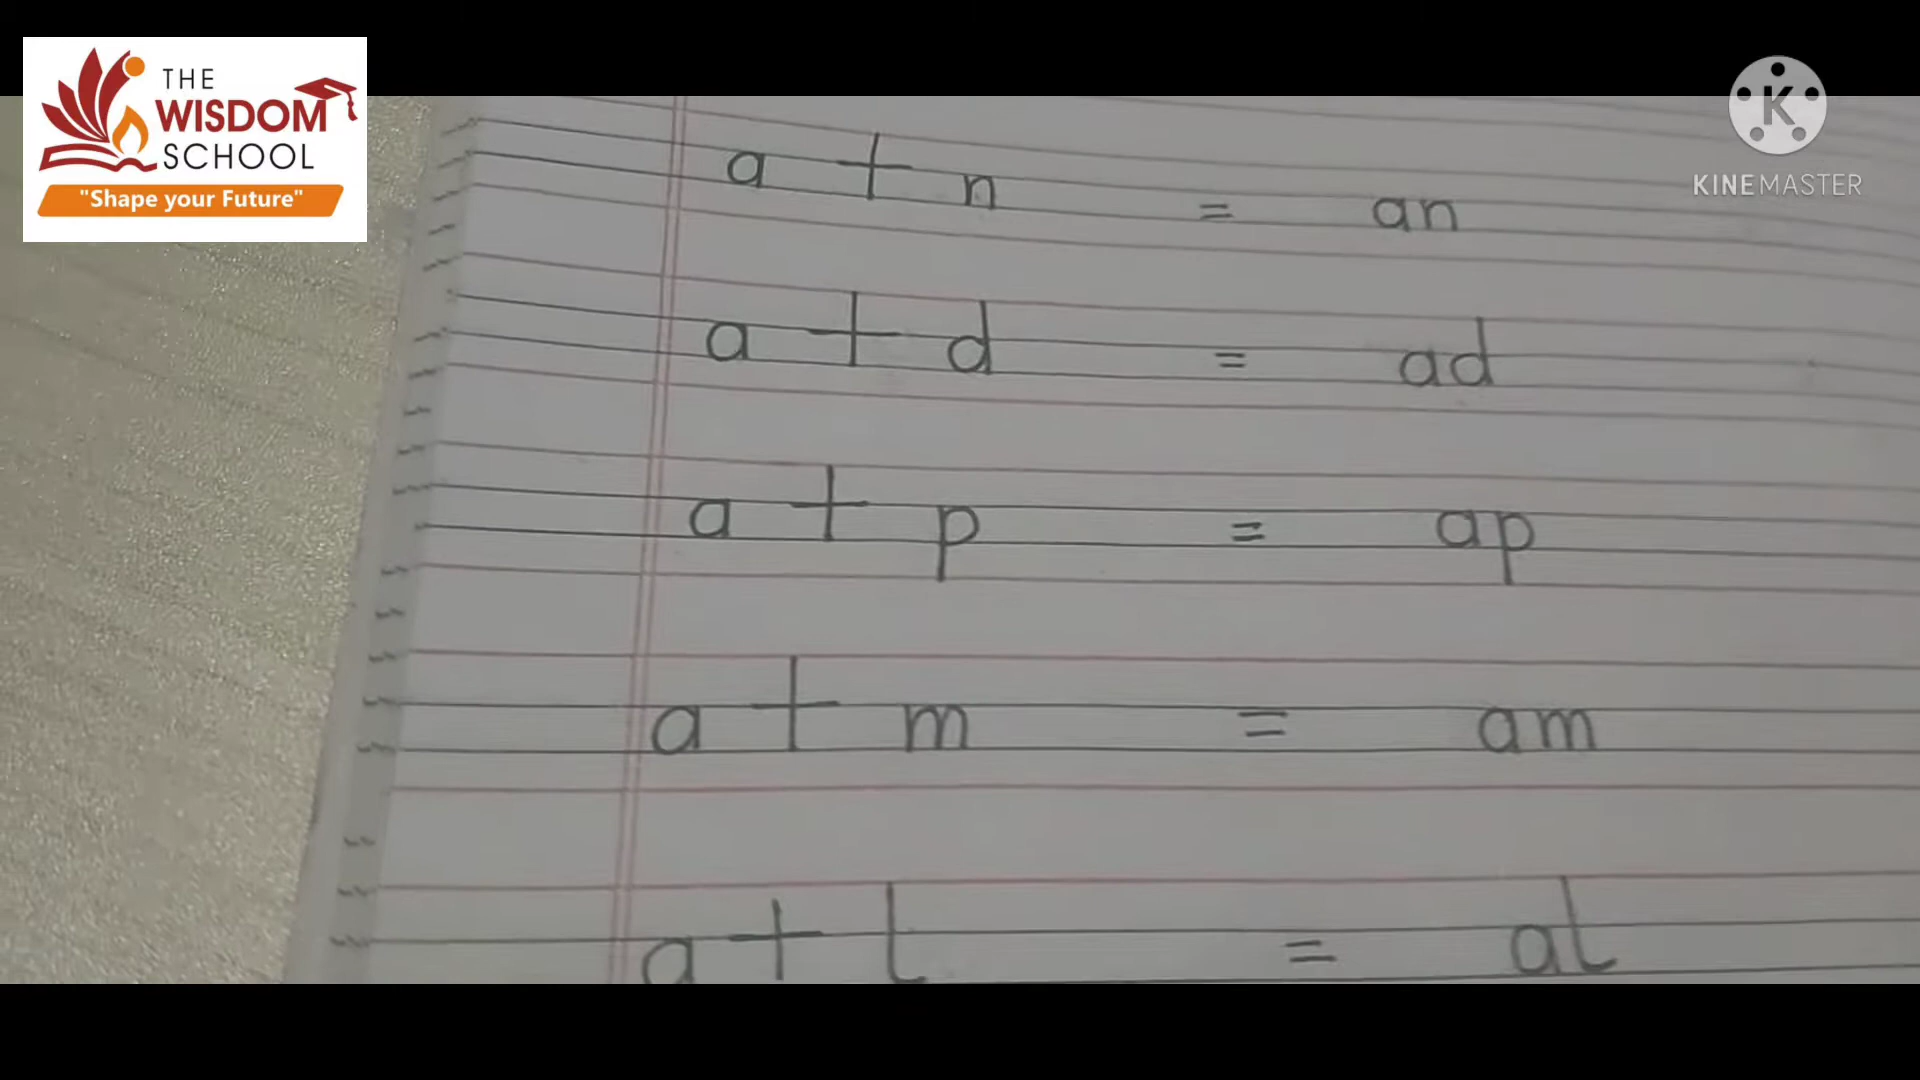 THE
WISDOM
SCHOOL
"Shape your Future"
K
KINEMASTER
a + n = an
a + d = ad
a + p = ap
a + m = am
a + l = al